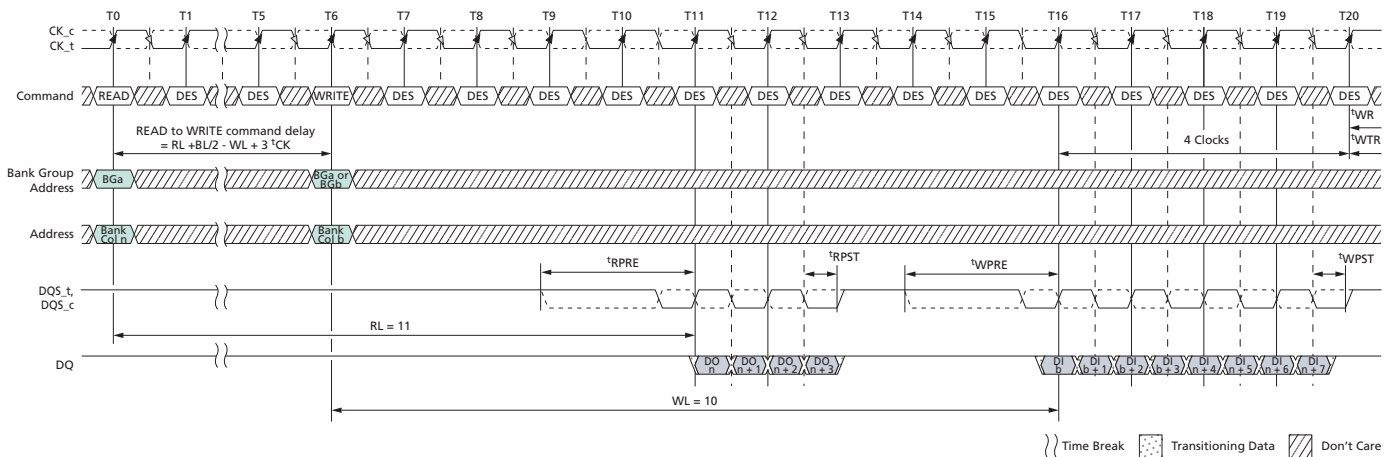 T0 T1 T5 T6 T7 T8 T9 T10 T11 T12 T13 T14 T15 T16 T17 T18 T19 T20
CK_c
CK_t
Command READ DES DES WRITE DES DES DES DES DES DES DES DES DES DES DES DES DES DES
tWR
READ to WRITE command delay
= RL +BL/2 - WL + 3 tCK
4 Clocks
tWTR
Bank Group
Address
BGa
BGa or
BGb
Address
Bank
Col n
Bank
Col b
tRPRE tRPST tWPRE tWPST
DQS_t,
DQS_c
RL = 11
DQ
DO
n
DO
n + 1
DO
n + 2
DO
n + 3
DI
b
DI
b + 1
DI
b + 2
DI
b + 3
DI
n + 4
DI
n + 5
DI
n + 6
DI
n + 7
WL = 10
Time Break Transitioning Data Don't Care